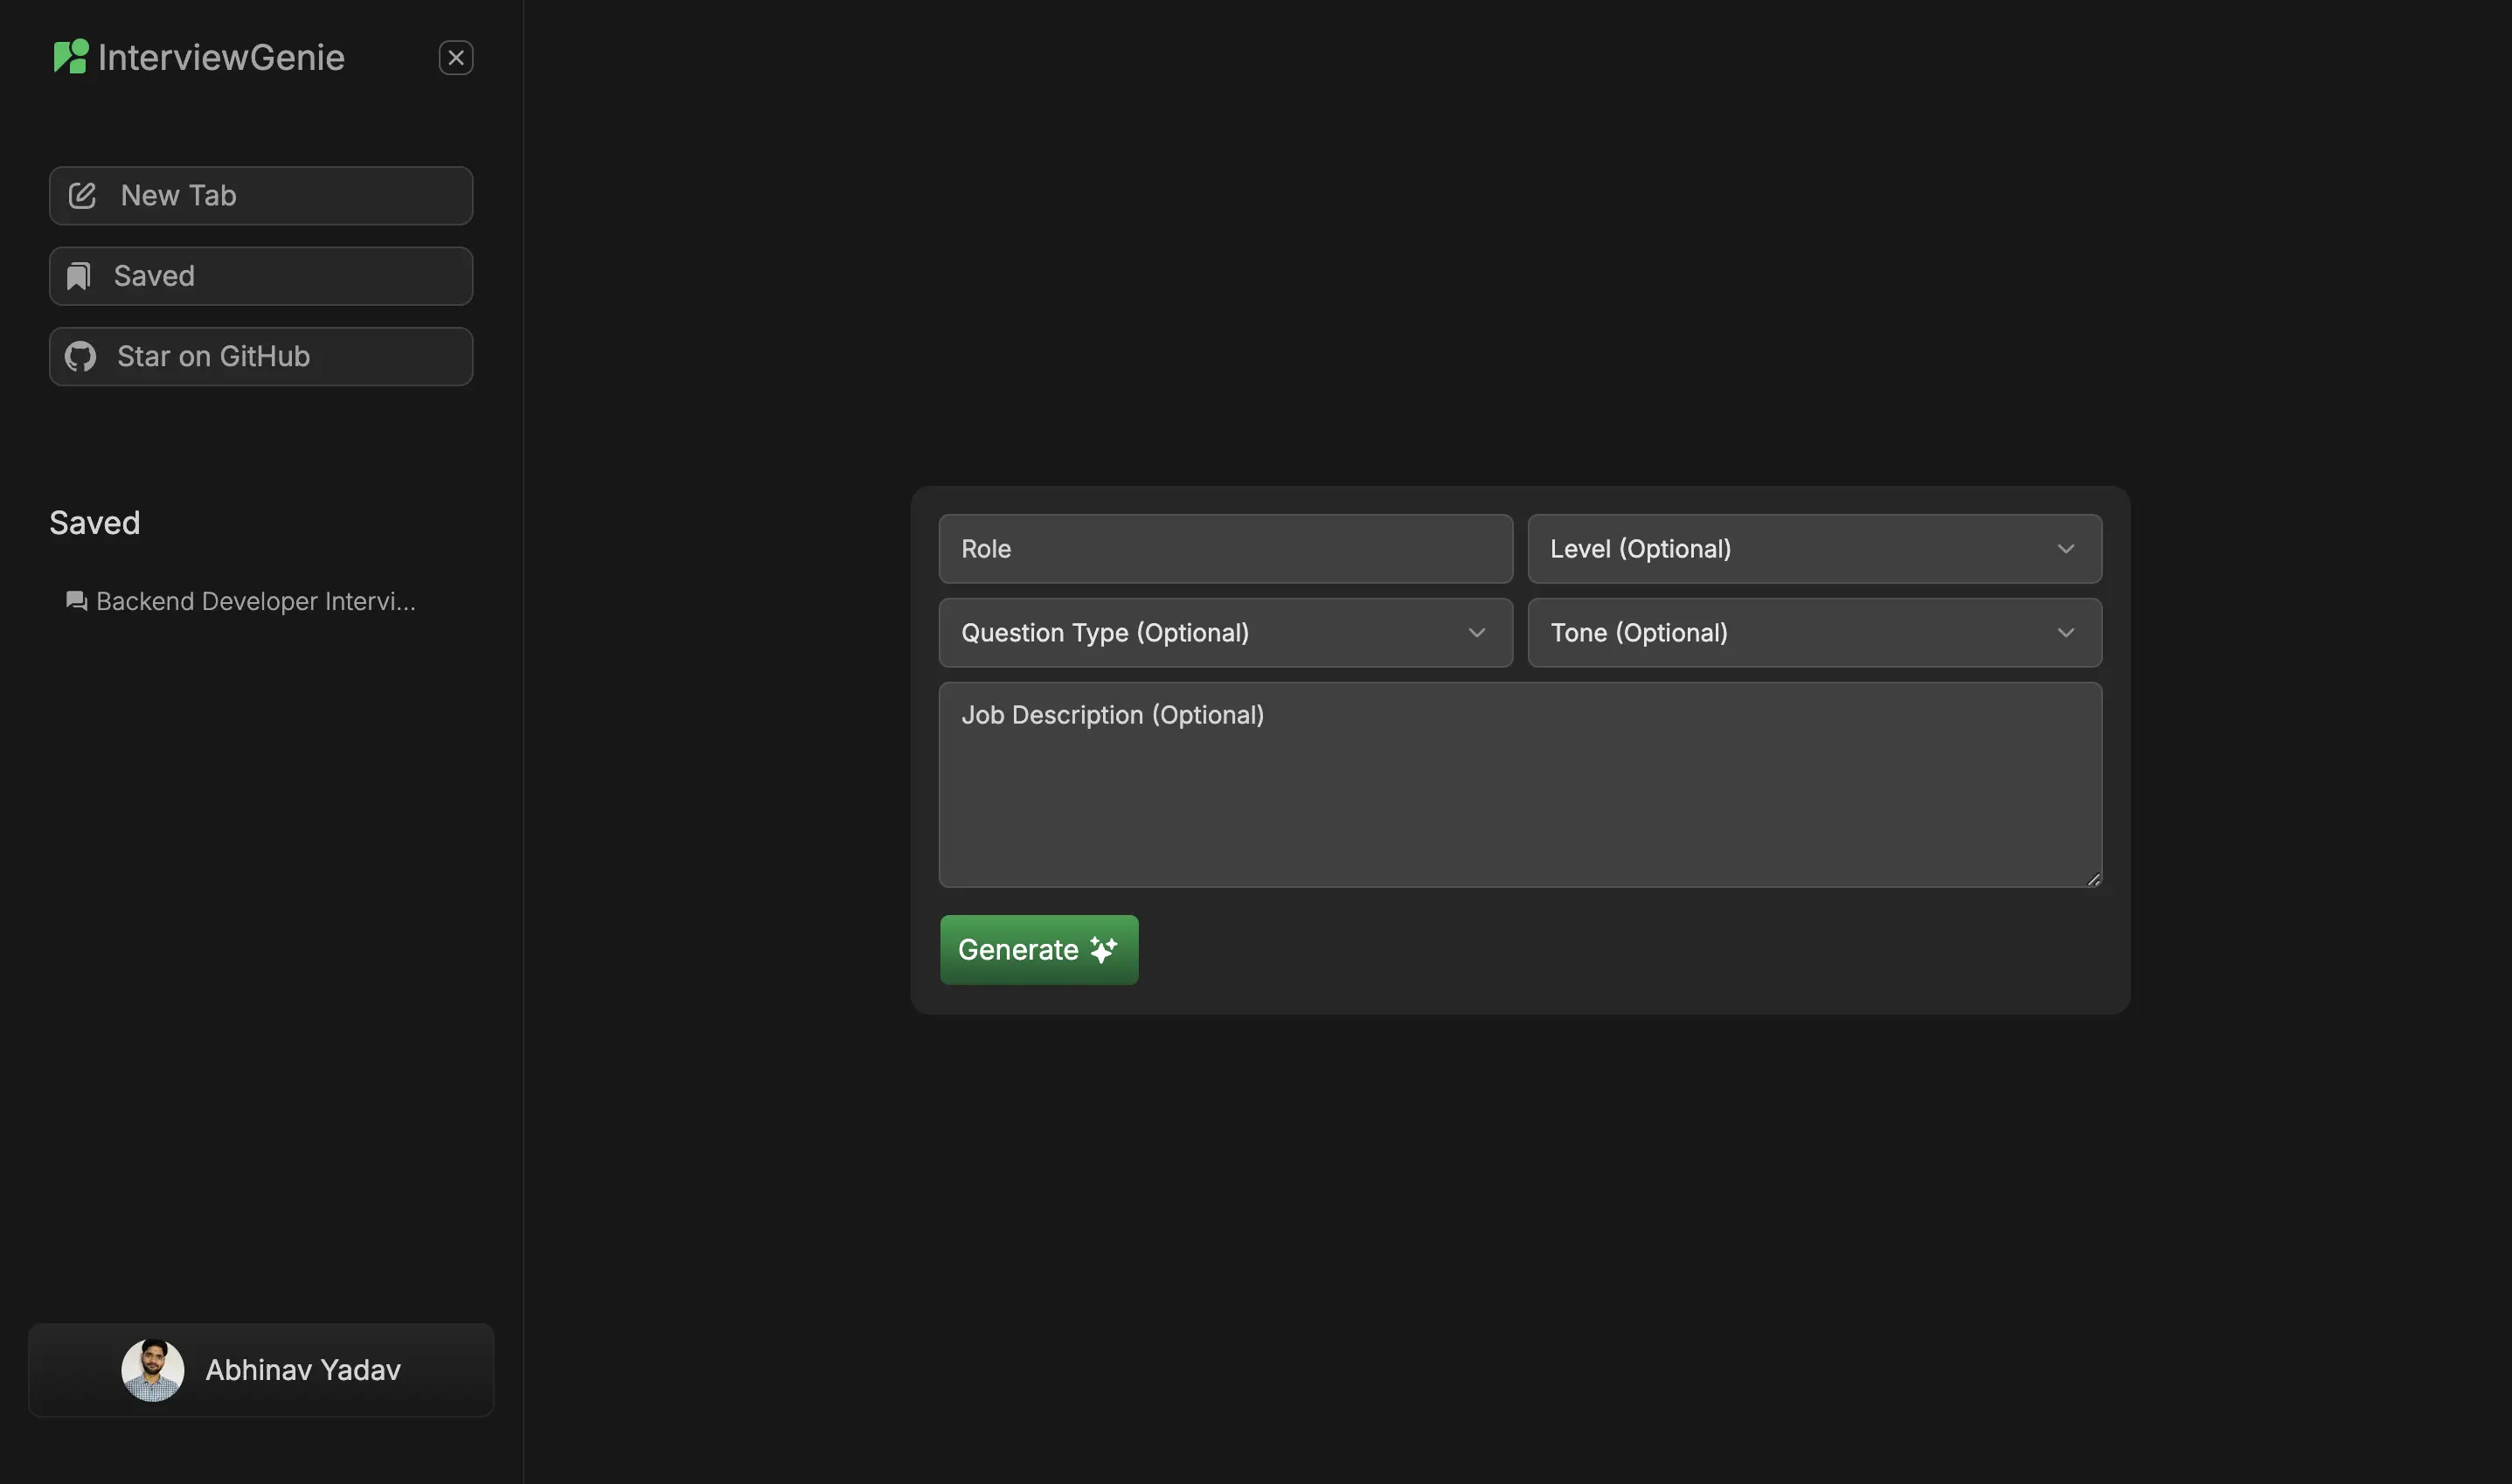 InterviewGenie
New Tab
Saved
Star on GitHub
Saved
Backend Developer Intervi...
Abhinav Yadav
Role
Level (Optional)
Question Type (Optional)
Tone (Optional)
Job Description (Optional)
Generate